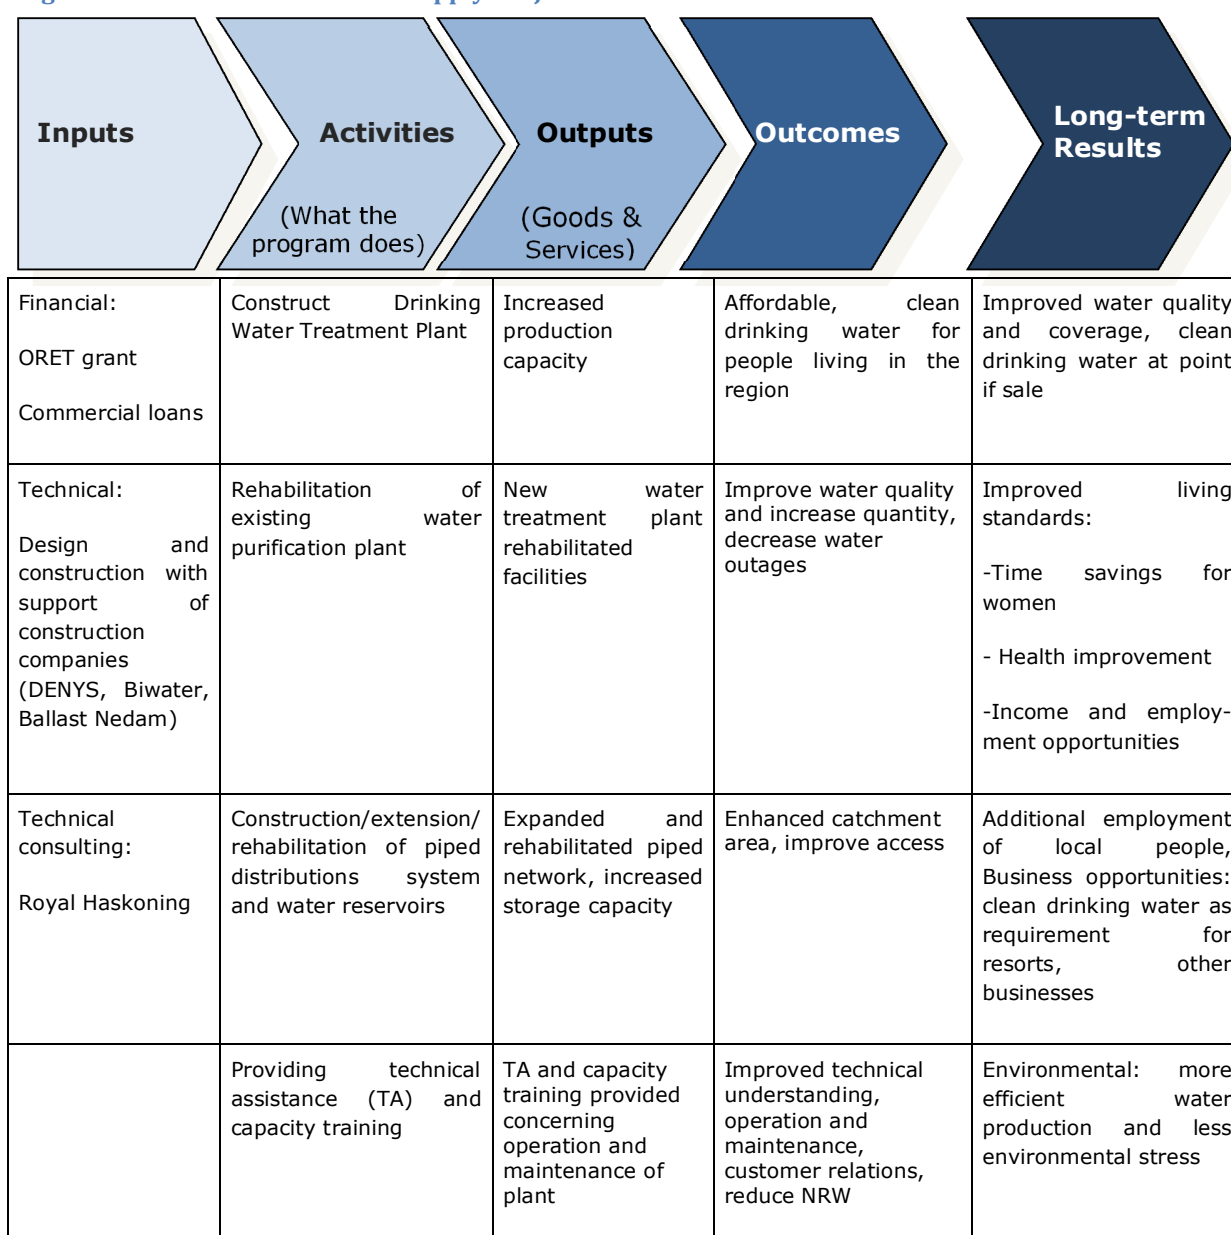 Inputs
Activities
(What the
program does)
Outputs
(Goods &
Services)
Outcomes
Long-term
Results
Financial:
ORET grant
Commercial loans
Construct Drinking
Water Treatment Plant
Increased
production
capacity
Affordable, clean
drinking water for
people living in the
region
Improved water quality
and coverage, clean
drinking water at point
if sale
Technical:
Design and
construction with
support of
construction
companies
(DENYS, Biwater,
Ballast Nedam)
Rehabilitation of
existing water
purification plant
New water
treatment plant
rehabilitated
facilities
Improve water quality
and increase quantity,
decrease water
outages
Improved living
standards:
-Time savings for
women
- Health improvement
-Income and employ-
ment opportunities
Technical
consulting:
Royal Haskoning
Construction/extension/
rehabilitation of piped
distributions system
and water reservoirs
Expanded and
rehabilitated piped
network, increased
storage capacity
Enhanced catchment
area, improve access
Additional employment
of local people,
Business opportunities:
clean drinking water as
requirement for
resorts, other
businesses
Providing technical
assistance (TA) and
capacity training
TA and capacity
training provided
concerning
operation and
maintenance of
plant
Improved technical
understanding,
operation and
maintenance,
customer relations,
reduce NRW
Environmental: more
efficient water
production and less
environmental stress